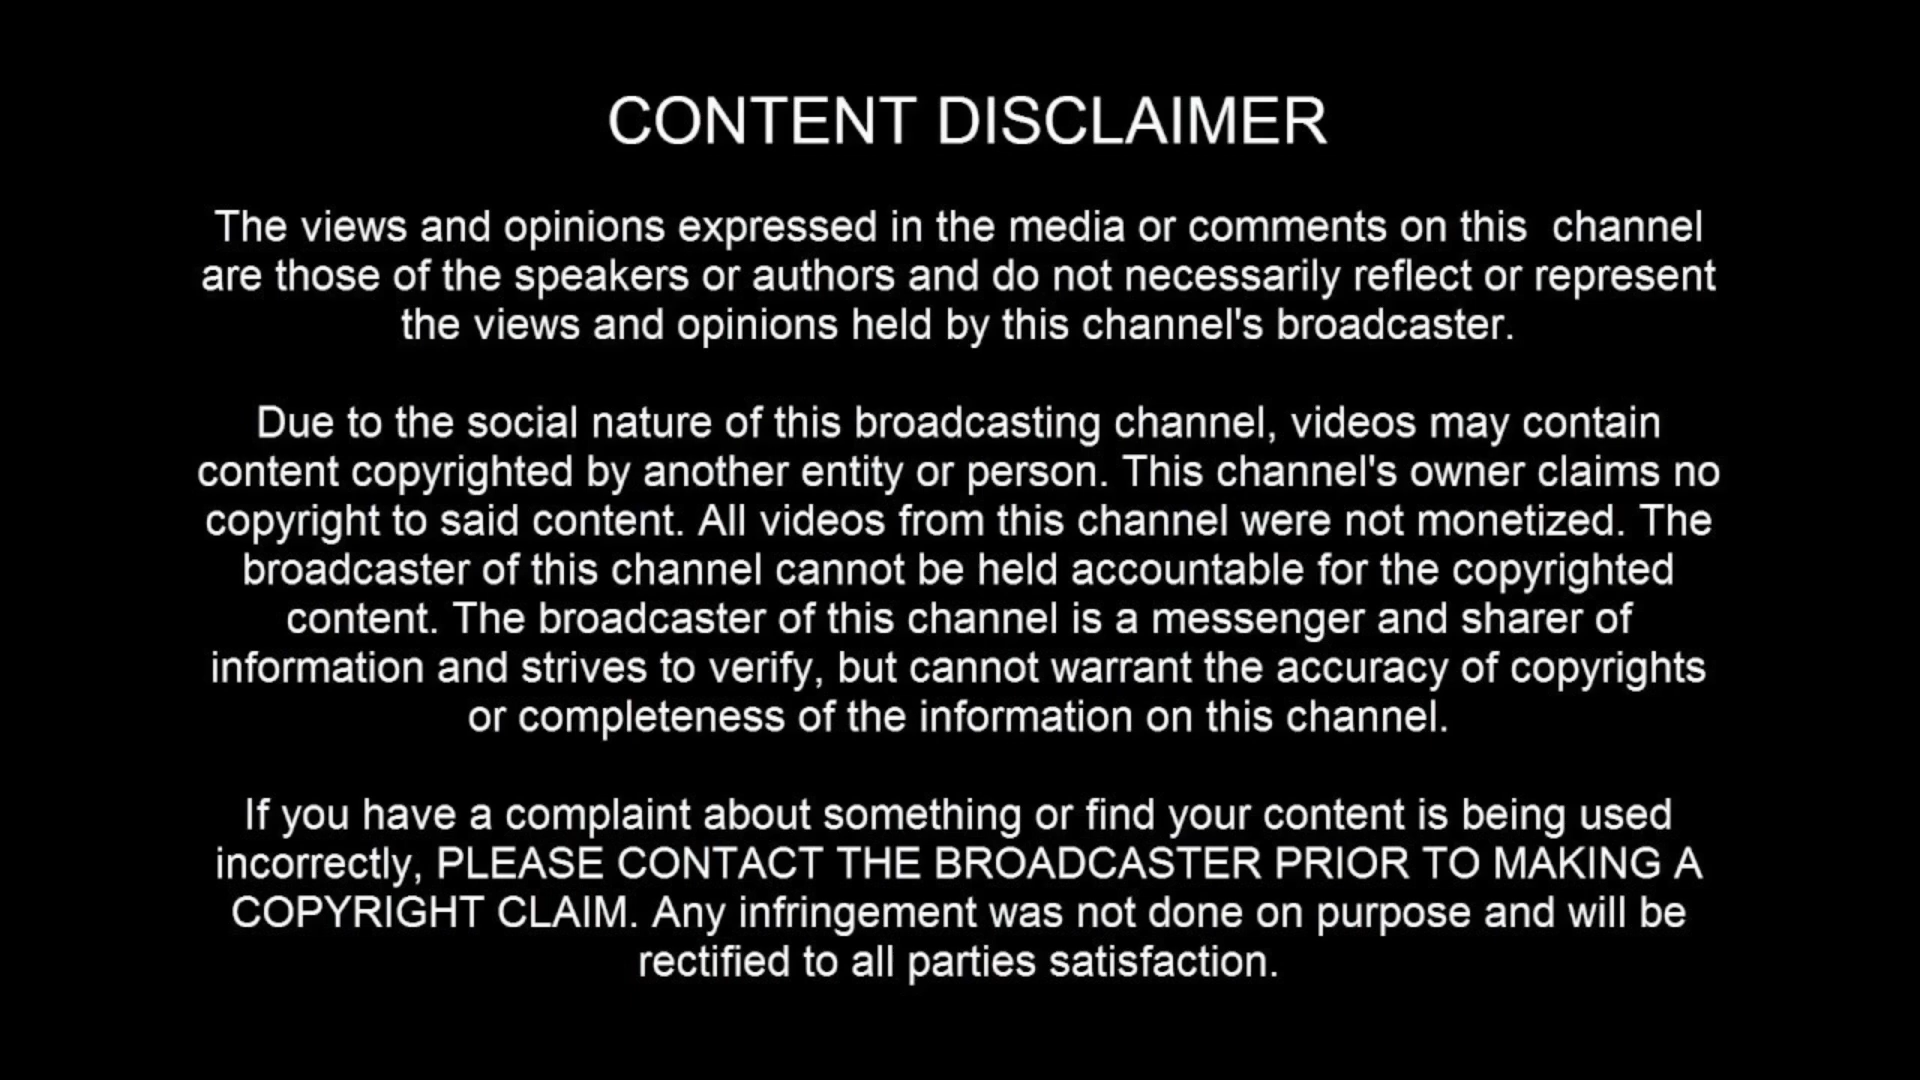 CONTENT DISCLAIMER
The views and opinions expressed in the media or comments on this channel
are those of the speakers or authors and do not necessarily reflect or represent
the views and opinions held by this channel's broadcaster.
Due to the social nature of this broadcasting channel, videos may contain
content copyrighted by another entity or person. This channel's owner claims no
copyright to said content. All videos from this channel were not monetized. The
broadcaster of this channel cannot be held accountable for the copyrighted
content. The broadcaster of this channel is a messenger and sharer of
information and strives to verify, but cannot warrant the accuracy of copyrights
or completeness of the information on this channel.
If you have a complaint about something or find your content is being used
incorrectly, PLEASE CONTACT THE BROADCASTER PRIOR TO MAKING A
COPYRIGHT CLAIM. Any infringement was not done on purpose and will be
rectified to all parties satisfaction.